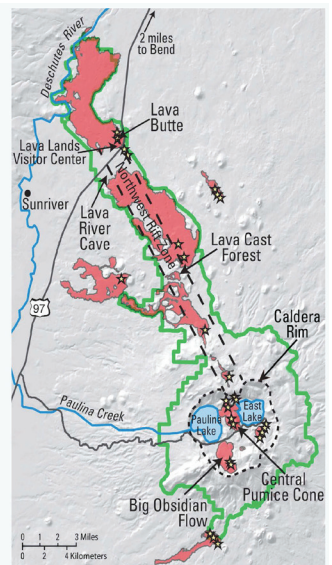 Deschutes River
2 miles
to Bend
Lava
Butte
Lava Lands
Visitor Center
Sunriver
Northwest Rift Zone
Lava
River
Cave
Lava Cast
Forest
97
Caldera
Rim
Paulina Creek
Paulina
Lake
East
Lake
Central
Pumice Cone
Big Obsidian
Flow
0 1 2 3 Miles
0 2 4 Kilometers